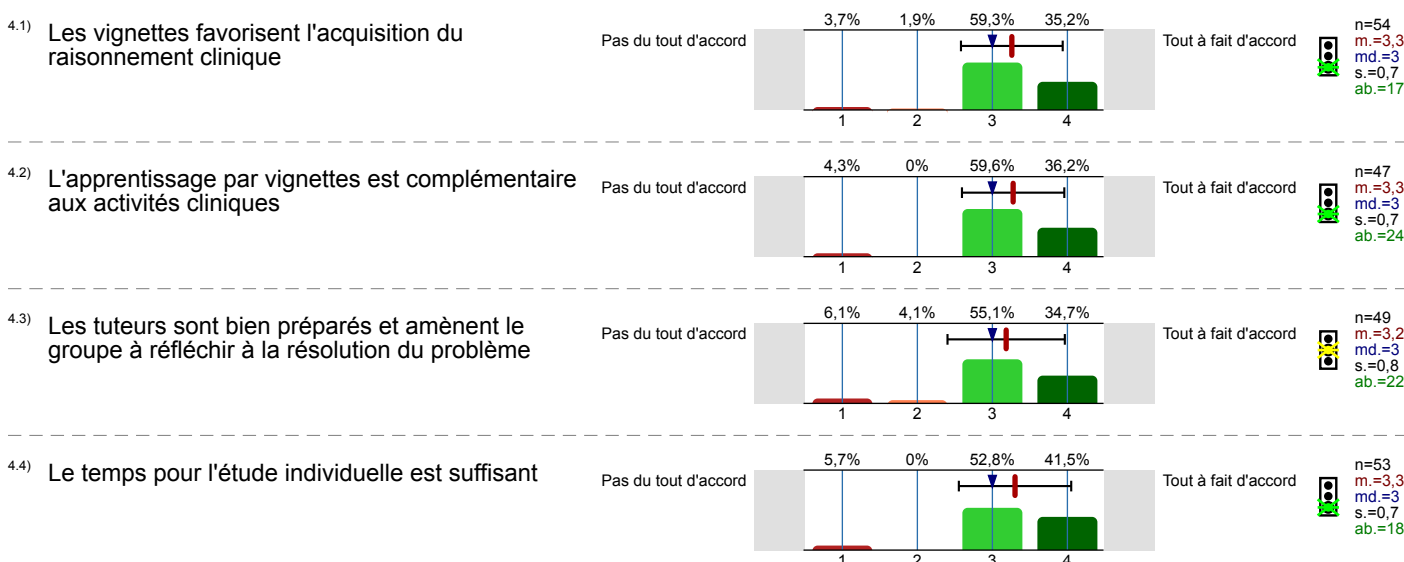 4.1) Les vignettes favorisent l'acquisition du
raisonnement clinique
Pas du tout d'accord
3,7% 1,9% 59,3% 35,2%
1 2 3 4
Tout à fait d'accord
n=54
m.=3,3
md.=3
s.=0,7
ab.=17
4.2) L'apprentissage par vignettes est complémentaire
aux activités cliniques
Pas du tout d'accord
4,3% 0% 59,6% 36,2%
1 2 3 4
Tout à fait d'accord
n=47
m.=3,3
md.=3
s.=0,7
ab.=24
4.3) Les tuteurs sont bien préparés et amènent le
groupe à réfléchir à la résolution du problème
Pas du tout d'accord
6,1% 4,1% 55,1% 34,7%
1 2 3 4
Tout à fait d'accord
n=49
m.=3,2
md.=3
s.=0,8
ab.=22
4.4) Le temps pour l'étude individuelle est suffisant
Pas du tout d'accord
5,7% 0% 52,8% 41,5%
1 2 3 4
Tout à fait d'accord
n=53
m.=3,3
md.=3
s.=0,7
ab.=18